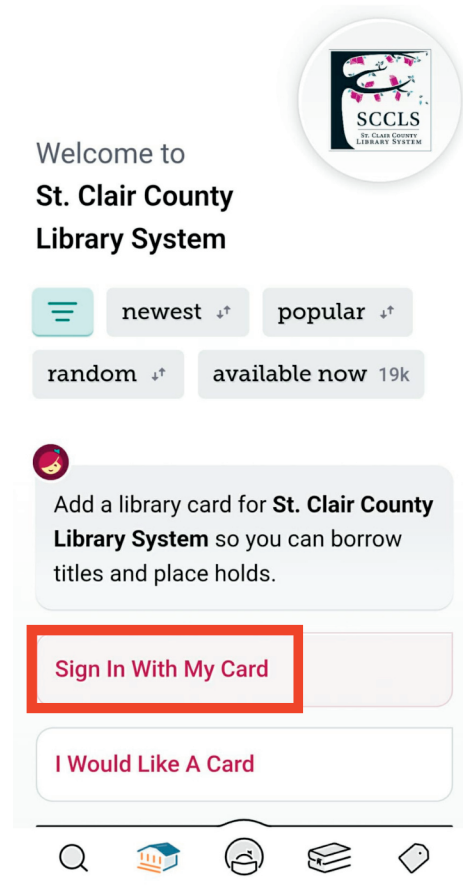 SCCLS
ST. CLAIR COUNTY
LIBRARY SYSTEM
Welcome to
St. Clair County
Library System
newest
popular
random
available now 19k
Add a library card for St. Clair County
Library System so you can borrow
titles and place holds.
Sign In With My Card
I Would Like A Card